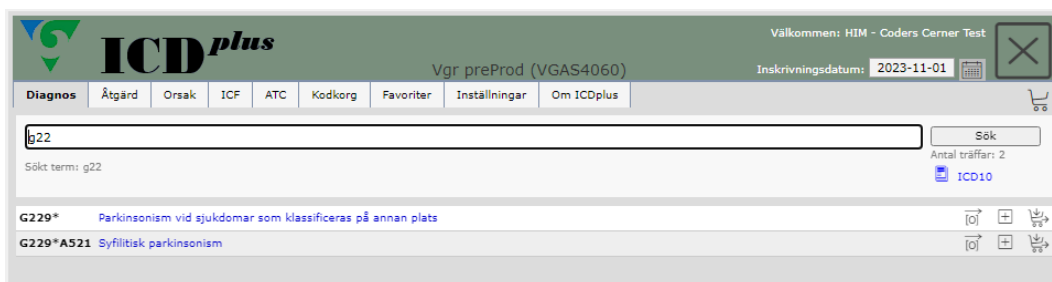 ICD plus
Välkommen: HIM - Coders Cerner Test
Vgr preProd (VGAS4060)
Inskrivningsdatum: 2023-11-01
Diagnos Åtgärd Orsak ICF ATC Kodkorg Favoriter Inställningar Om ICDplus
g22 Sök
Sökt term: g22 Antal träffar: 2
ICD10
G229* Parkinsonism vid sjukdomar som klassificeras på annan plats [o]
G229*A521 Syfilitisk parkinsonism [o]